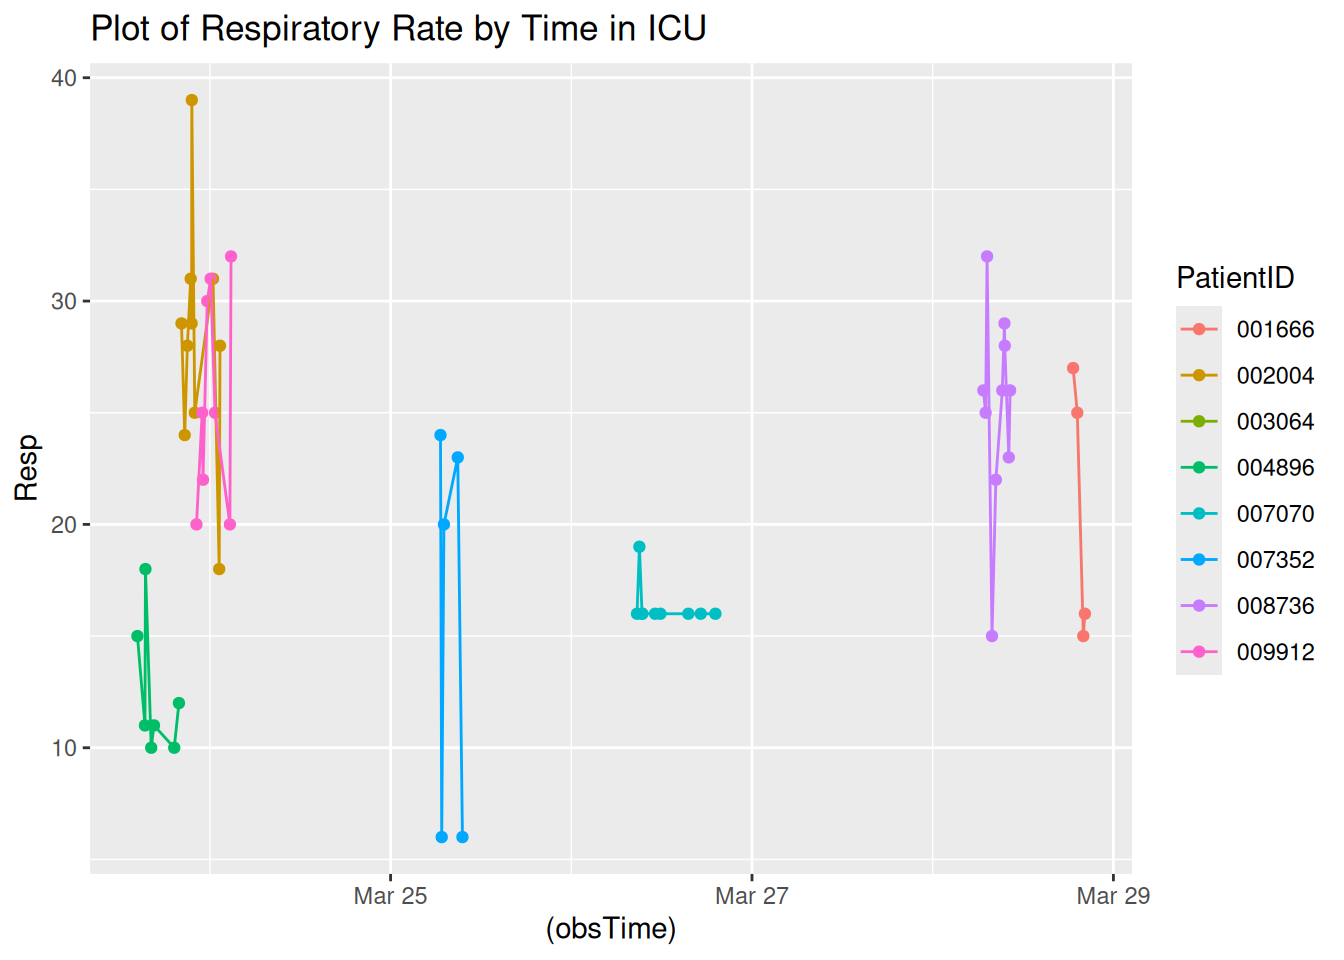 Plot of Respiratory Rate by Time in ICU
40
30
20
10
Resp
Mar 25
Mar 27
Mar 29
(obsTime)
PatientID
001666
002004
003064
004896
007070
007352
008736
009912